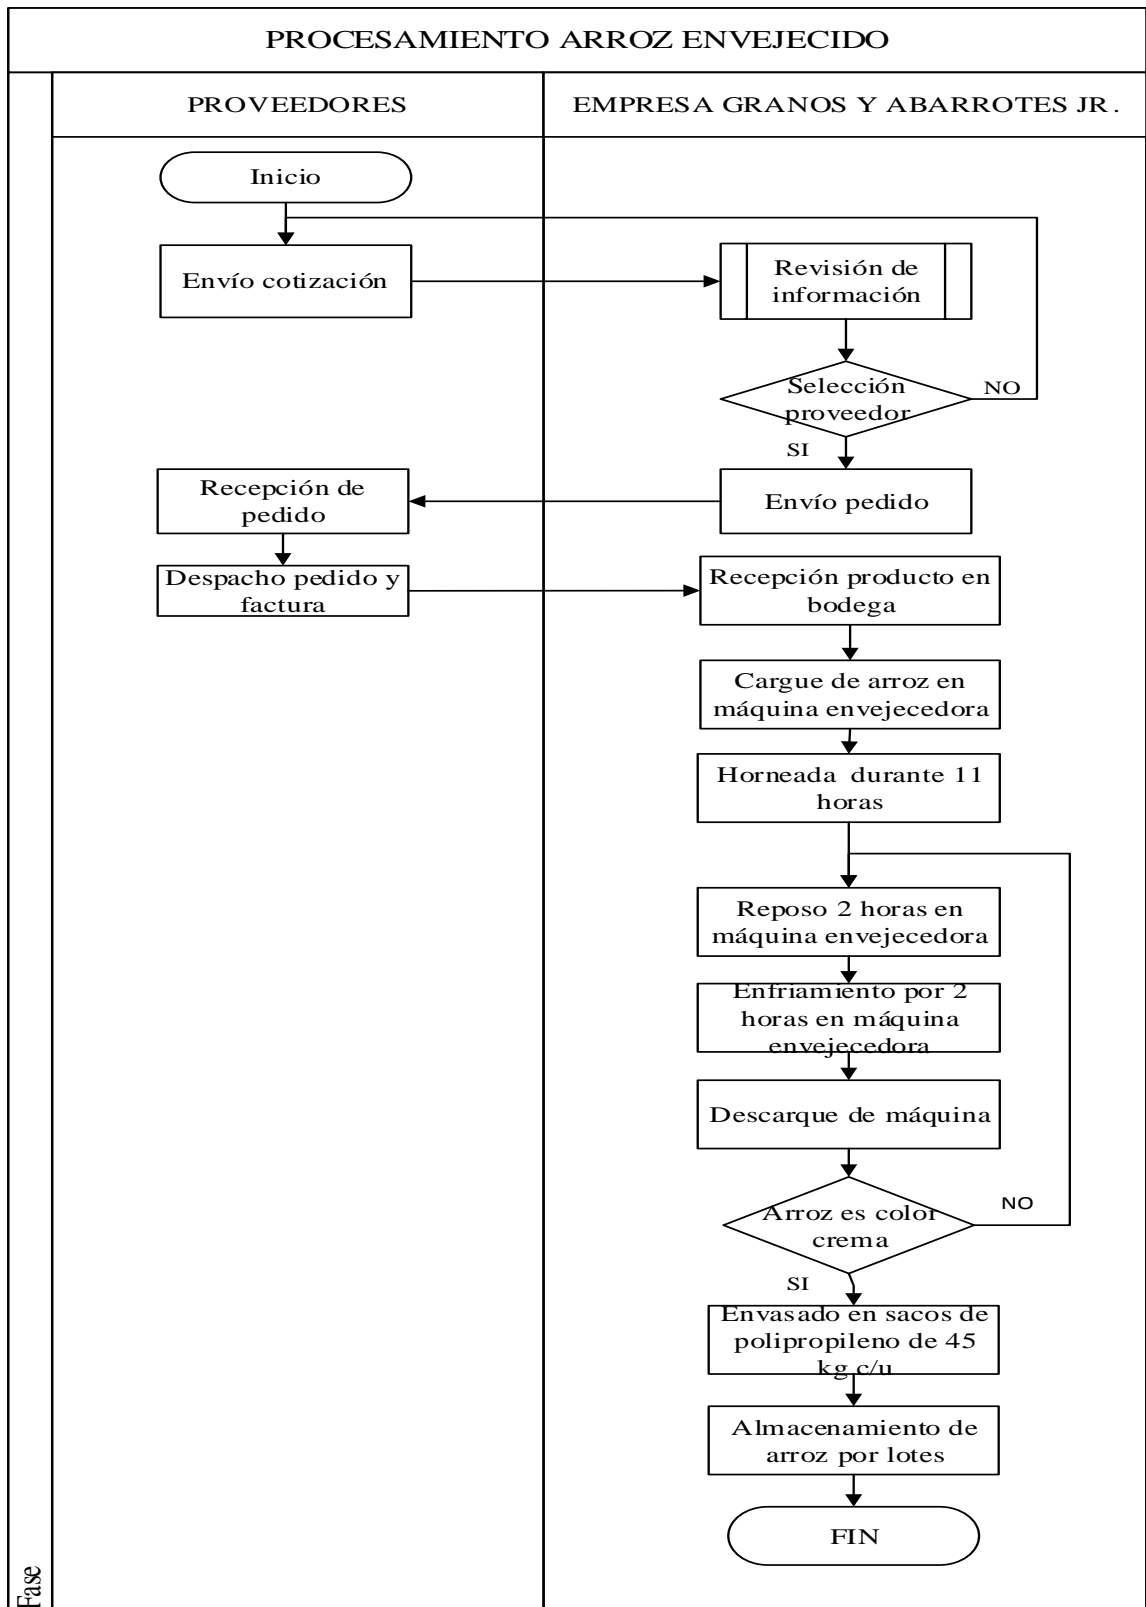 PROCESAMIENTO ARROZ ENVEJECIDO
PROVEEDORES
EMPRESA GRANOS Y ABARROTES JR.
Inicio
Envío cotización
Revisión de
información
Selección
proveedor
NO
SI
Envío pedido
Recepción de
pedido
Despacho pedido y
factura
Recepción producto en
bodega
Cargue de arroz en
máquina envejecedora
Horneada durante 11
horas
Reposo 2 horas en
máquina envejecedora
Enfriamiento por 2
horas en máquina
envejecedora
Descarque de máquina
Arroz es color
crema
NO
SI
Envasado en sacos de
polipropileno de 45
kg c/u
Almacenamiento de
arroz por lotes
FIN
Fase